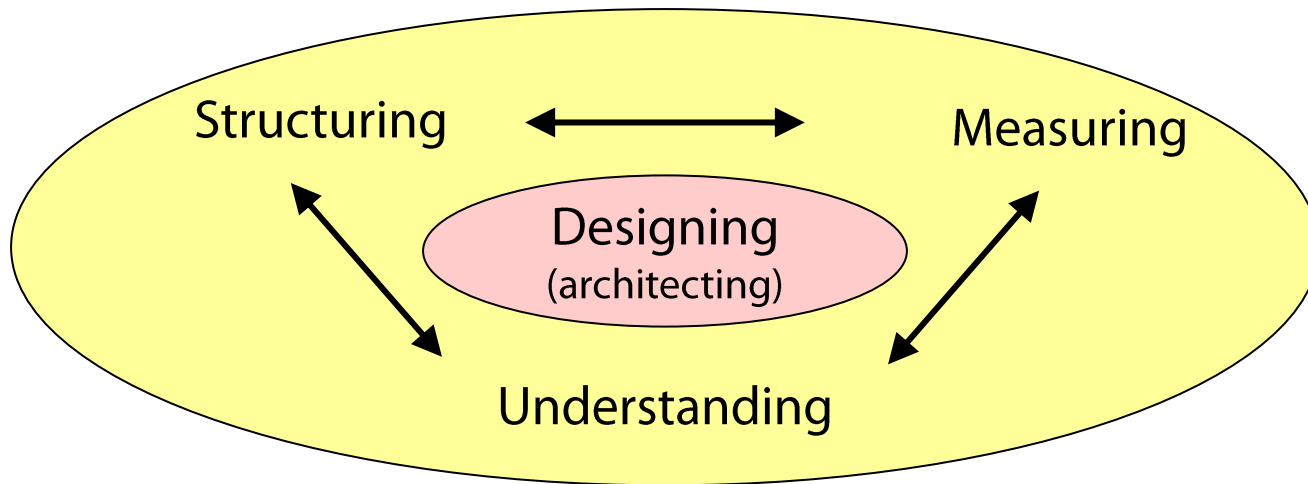 Structuring
Measuring
Designing
(architecting)
Understanding